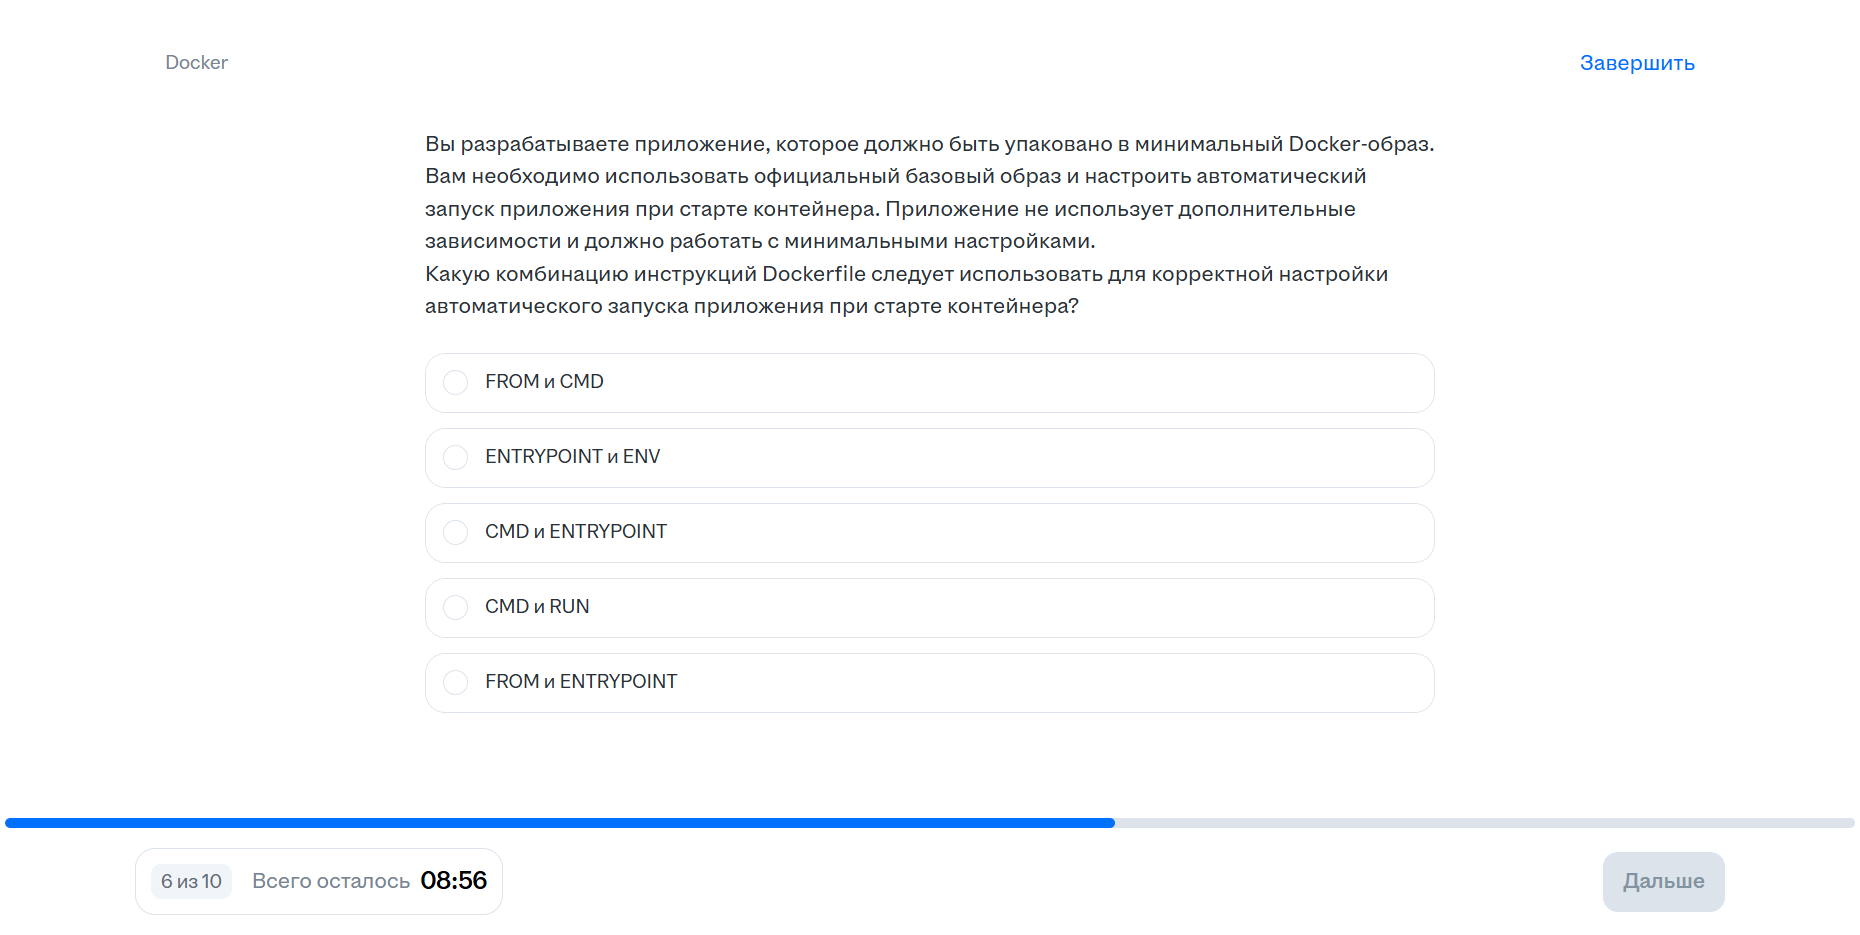 Docker
Завершить
Вы разрабатываете приложение, которое должно быть упаковано в минимальный Docker-образ.
Вам необходимо использовать официальный базовый образ и настроить автоматический
запуск приложения при старте контейнера. Приложение не использует дополнительные
зависимости и должно работать с минимальными настройками.
Какую комбинацию инструкций Dockerfile следует использовать для корректной настройки
автоматического запуска приложения при старте контейнера?
FROM и CMD
ENTRYPOINT и ENV
CMD и ENTRYPOINT
CMD и RUN
FROM и ENTRYPOINT
6 из 10
Всего осталось 08:56
Дальше